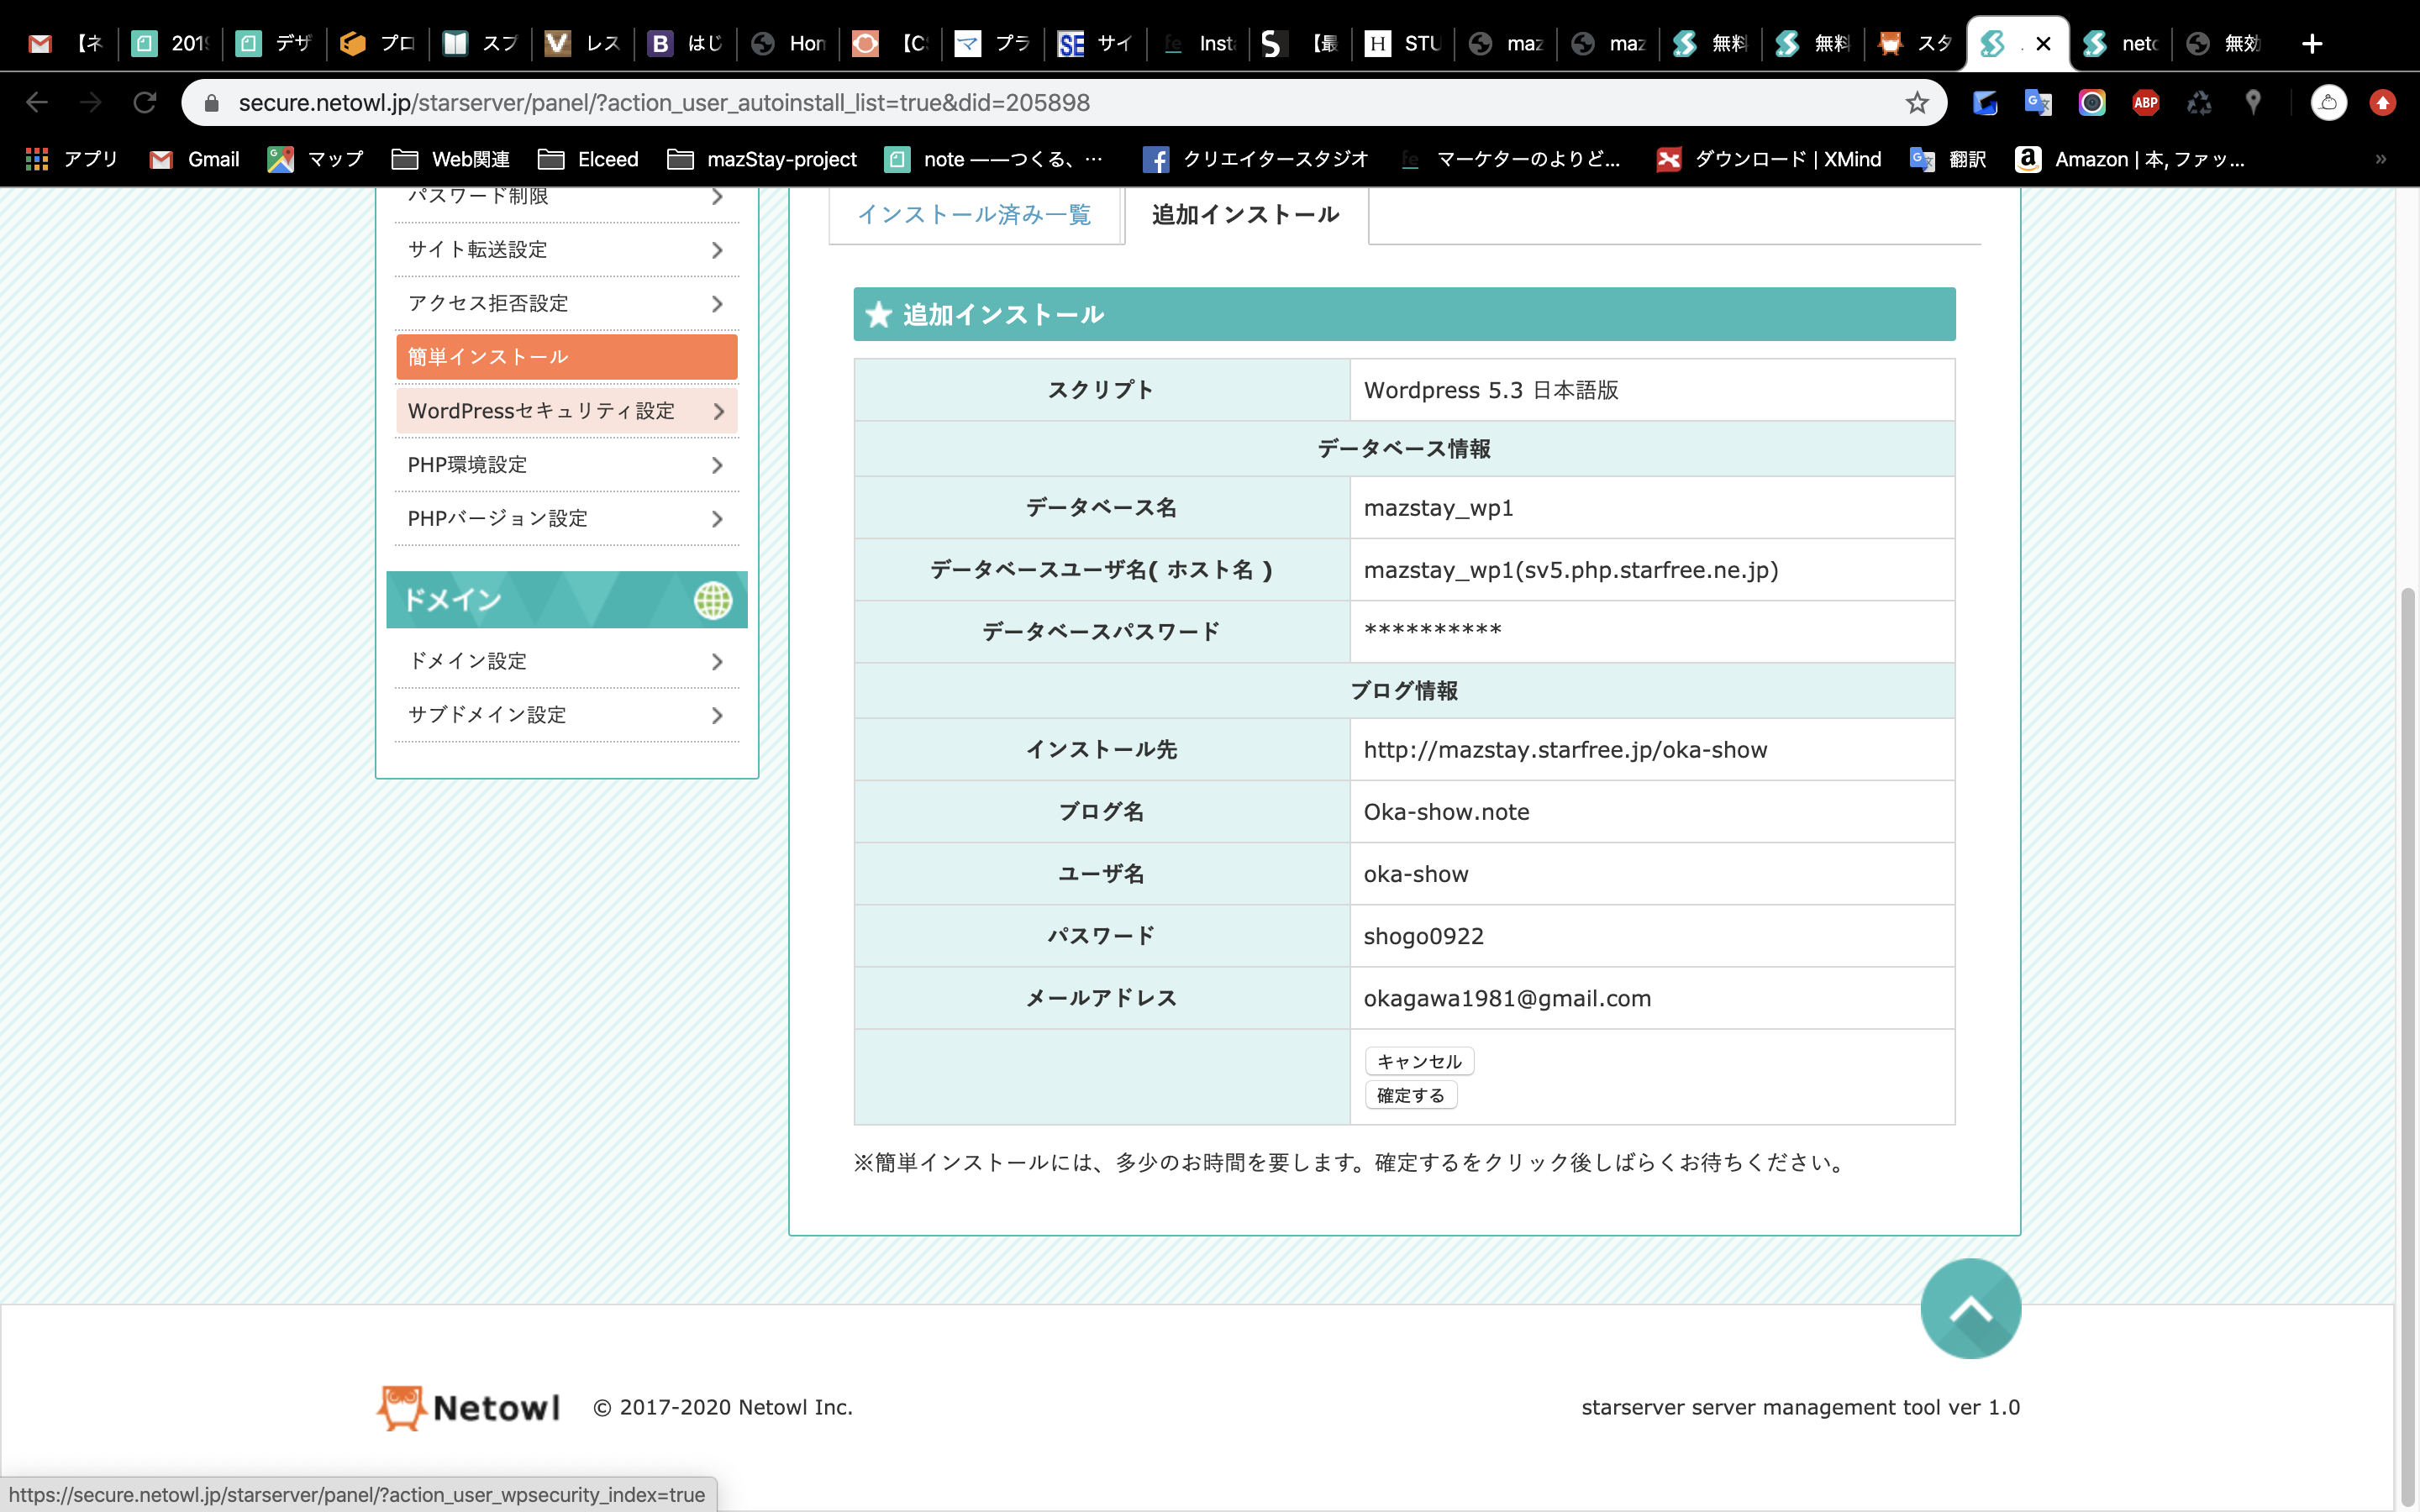 【ネ 2019 デザ プロ スプ レス B はじ Hon 【CS マ プラ SE サイ fe Insta S 【最 H STU maz maz 無料 無料 スタ . netc 無効
secure.netowl.jp/starserver/panel/?action_user_autoinstall_list=true&did=205898
ABP
アプリ Gmail マップ Web関連 Elceed mazStay-project note ——つくる、… クリエイタースタジオ fe マーケターのよりど... ダウンロード | XMind 翻訳 Amazon | 本, ファッ... »
パスワード制限
サイト転送設定
アクセス拒否設定
簡単インストール
WordPressセキュリティ設定
PHP環境設定
PHPバージョン設定
ドメイン
ドメイン設定
サブドメイン設定
インストール済み一覧 追加インストール
追加インストール
スクリプト Wordpress 5.3 日本語版
データベース情報
データベース名 mazstay_wp1
データベースユーザ名( ホスト名 ) mazstay_wp1(sv5.php.starfree.ne.jp)
データベースパスワード **********
ブログ情報
インストール先 http://mazstay.starfree.jp/oka-show
ブログ名 Oka-show.note
ユーザ名 oka-show
パスワード shogo0922
メールアドレス okagawa1981@gmail.com
キャンセル
確定する
※簡単インストールには、多少のお時間を要します。確定するをクリック後しばらくお待ちください。
Netowl © 2017-2020 Netowl Inc. starserver server management tool ver 1.0
https://secure.netowl.jp/starserver/panel/?action_user_wpsecurity_index=true